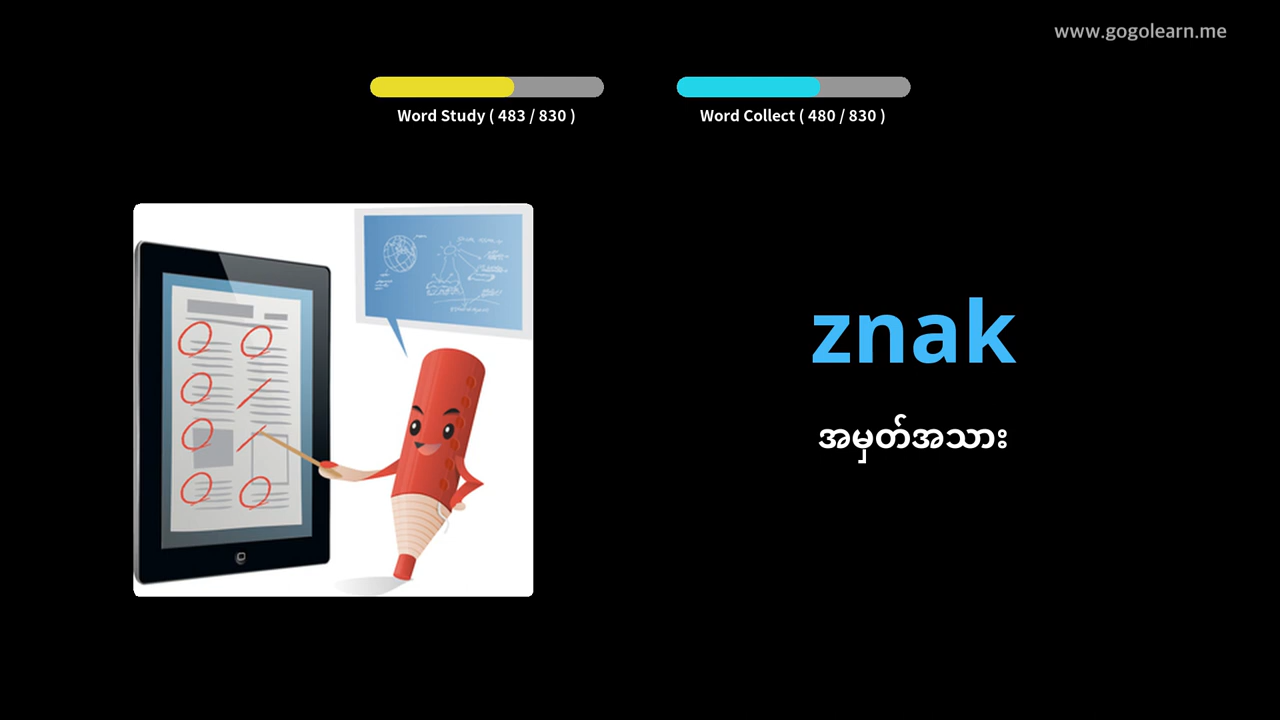 www.gogolearn.me
Word Study ( 483 / 830 )
Word Collect ( 480 / 830 )
znak
အမှတ်အသား